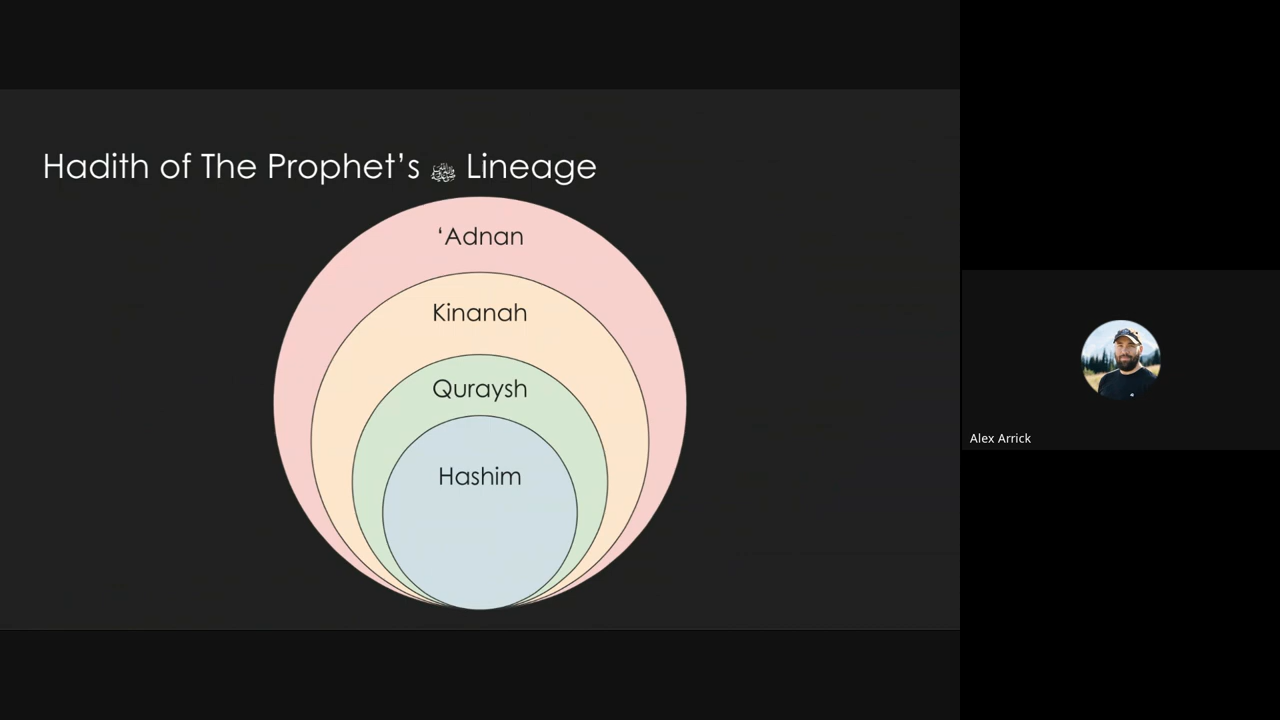 Hadith of The Prophet’s ﷺ Lineage
‘Adnan
Kinanah
Quraysh
Hashim
Alex Arrick